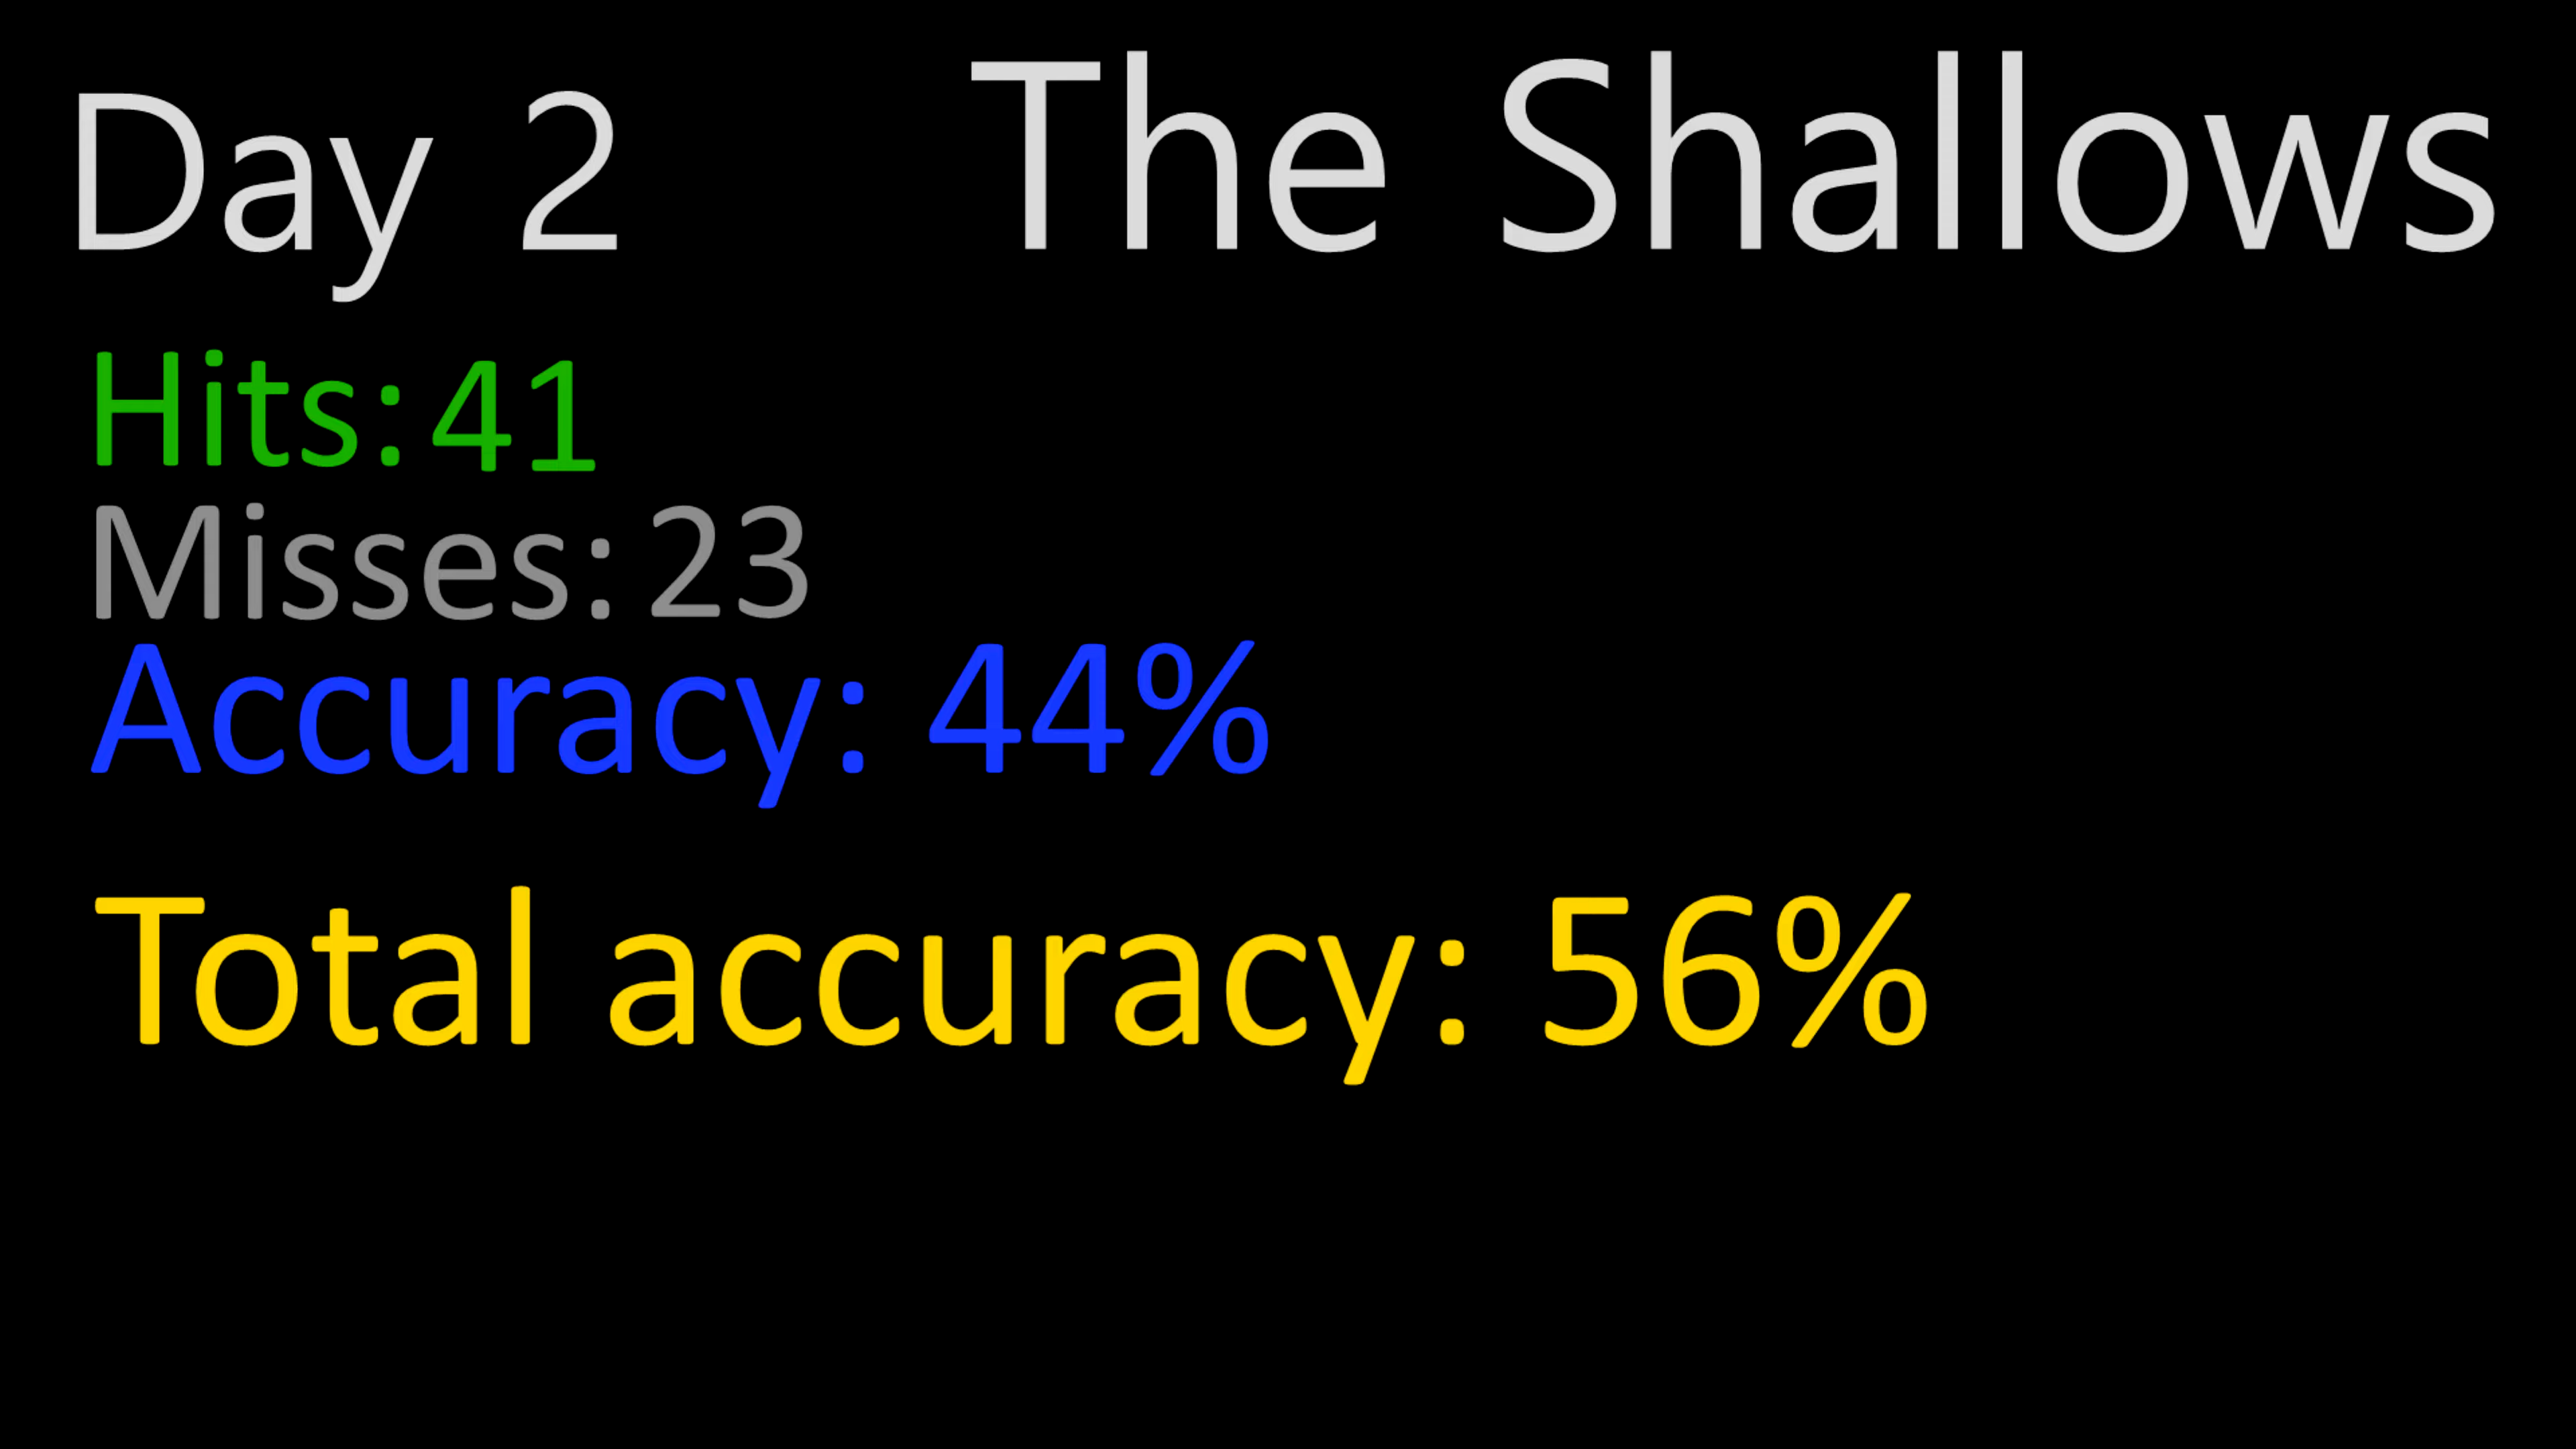 Day 2 The Shallows
Hits: 41
Misses: 23
Accuracy: 44%
Total accuracy: 56%